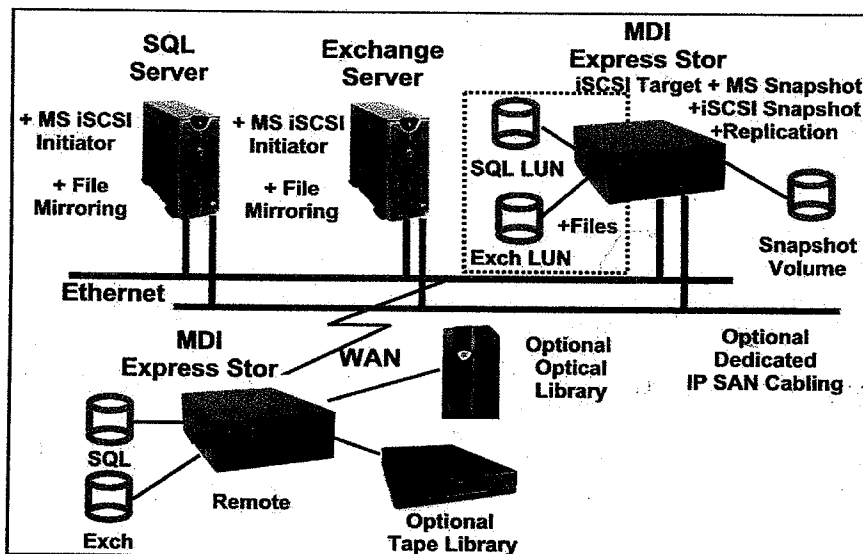 SQL
Server
+ MS iSCSI
Initiator
+ File
Mirroring
Exchange
Server
+ MS iSCSI
Initiator
+ File
Mirroring
MDI
Express Stor
iSCSI Target + MS Snapshot
+iSCSI Snapshot
+Replication
SQL LUN
+Files
Exch LUN
Snapshot
Volume
Ethernet
MDI
Express Stor
WAN
Optional
Optical
Library
Optional
Dedicated
IP SAN Cabling
SQL
Exch
Remote
Optional
Tape Library